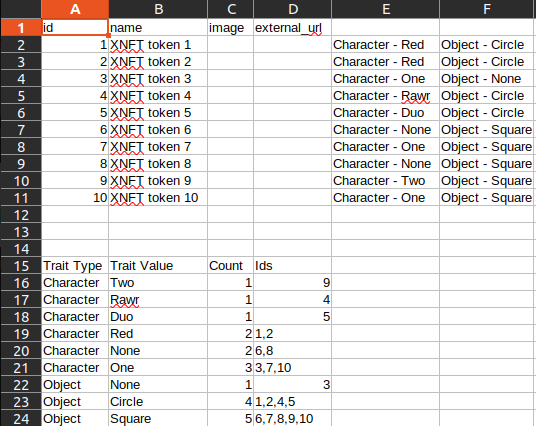 A B C D E F
1 id name image external_url
2 1 XNFT token 1 Character - Red Object - Circle
3 2 XNFT token 2 Character - Red Object - Circle
4 3 XNFT token 3 Character - One Object - None
5 4 XNFT token 4 Character - Rawr Object - Circle
6 5 XNFT token 5 Character - Duo Object - Circle
7 6 XNFT token 6 Character - None Object - Square
8 7 XNFT token 7 Character - One Object - Square
9 8 XNFT token 8 Character - None Object - Square
10 9 XNFT token 9 Character - Two Object - Square
11 10 XNFT token 10 Character - One Object - Square
12
13
14
15 Trait Type Trait Value Count Ids
16 Character Two 1 9
17 Character Rawr 1 4
18 Character Duo 1 5
19 Character Red 2 1,2
20 Character None 2 6,8
21 Character One 3 3,7,10
22 Object None 1 3
23 Object Circle 4 1,2,4,5
24 Object Square 5 6,7,8,9,10